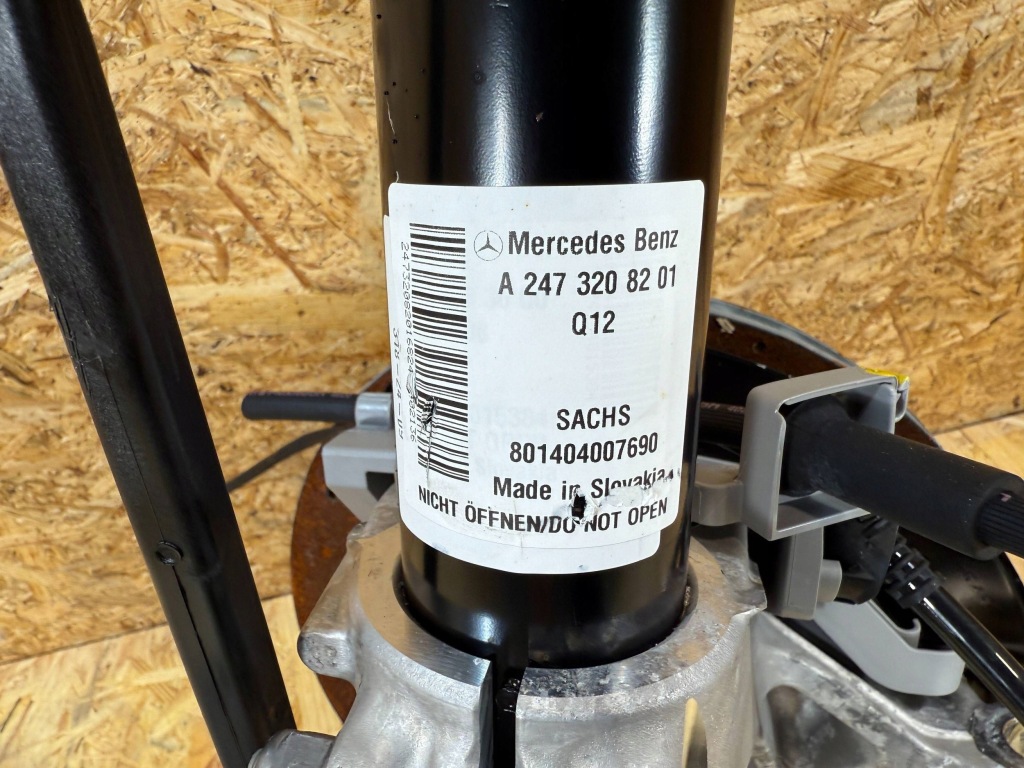 Mercedes Benz
A 247 320 82 01
Q12
SACHS
801404007690
Made in Slovakia
NICHT ÖFFNEN/DO NOT OPEN